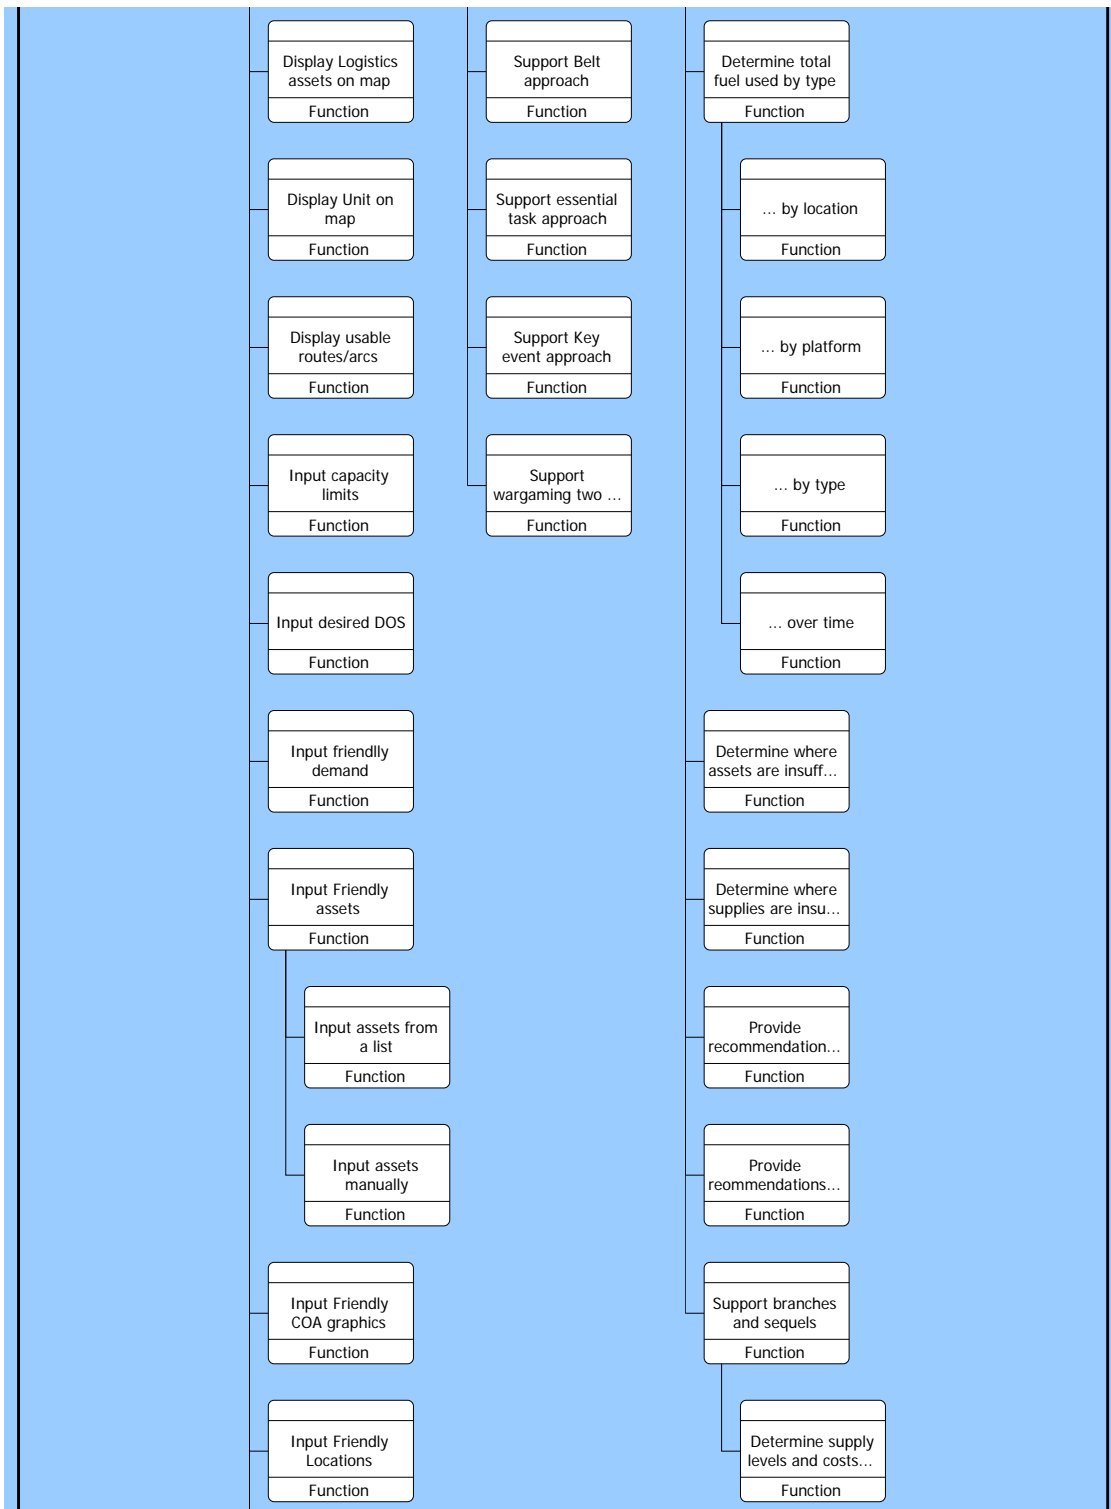 Display Logistics
assets on map
Function
Support Belt
approach
Function
Determine total
fuel used by type
Function
Display Unit on
map
Function
Support essential
task approach
Function
... by location
Function
Display usable
routes/arcs
Function
Support Key
event approach
Function
... by platform
Function
Input capacity
limits
Function
Support
wargaming two ...
Function
... by type
Function
Input desired DOS
Function
... over time
Function
Input friendlly
demand
Function
Determine where
assets are insuff...
Function
Input Friendly
assets
Function
Determine where
supplies are insu...
Function
Input assets from
a list
Function
Provide
recommendation...
Function
Input assets
manually
Function
Provide
reommendations...
Function
Input Friendly
COA graphics
Function
Support branches
and sequels
Function
Input Friendly
Locations
Function
Determine supply
levels and costs...
Function